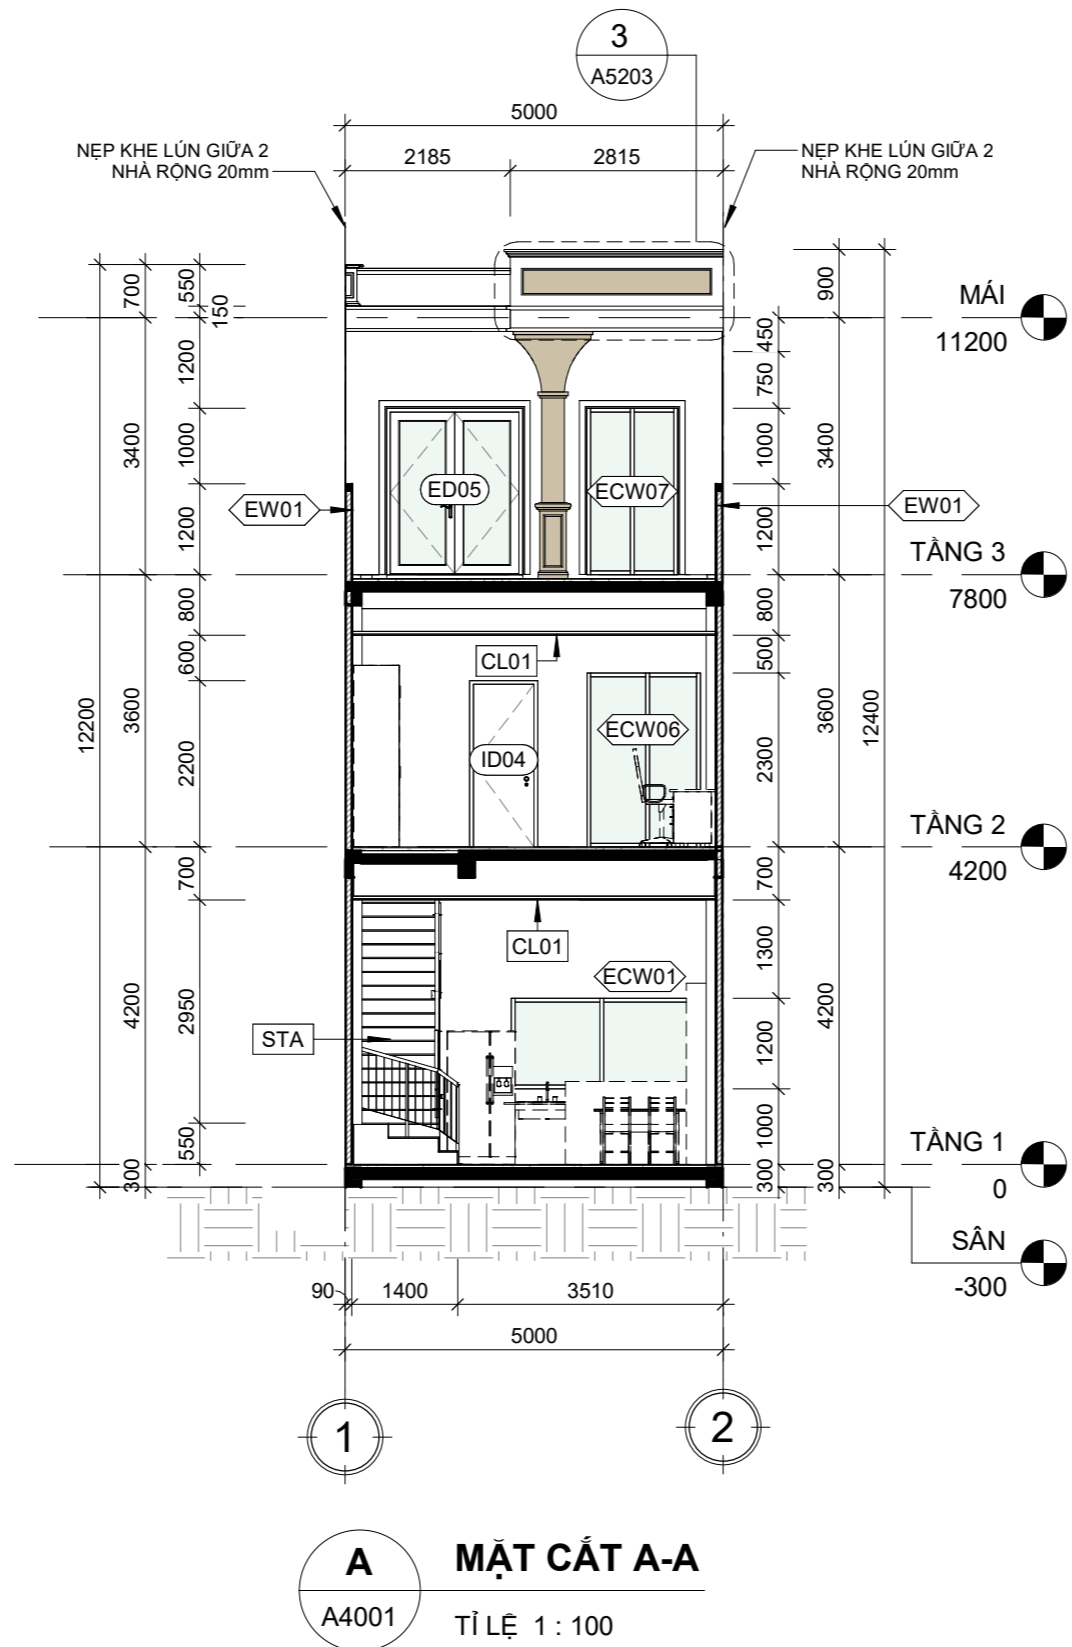 3
A5203
5000
NẸP KHE LÚN GIỮA 2
NHÀ RỘNG 20mm
2185
2815
NẸP KHE LÚN GIỮA 2
NHÀ RỘNG 20mm
700
550
150
900
MÁI
11200
450
1200
750
3400
1000
1000
3400
ED05
ECW07
EW01
EW01
1200
1200
TẦNG 3
7800
800
800
600
CL01
500
12200
3600
ECW06
3600
12400
2200
ID04
2300
TẦNG 2
4200
700
700
CL01
1300
ECW01
4200
2950
4200
STA
1200
1000
550
TẦNG 1
0
300
300
300
SÂN
-300
90
1400
3510
5000
1
2
A
A4001
MẶT CẮT A-A
TỈ LỆ 1 : 100